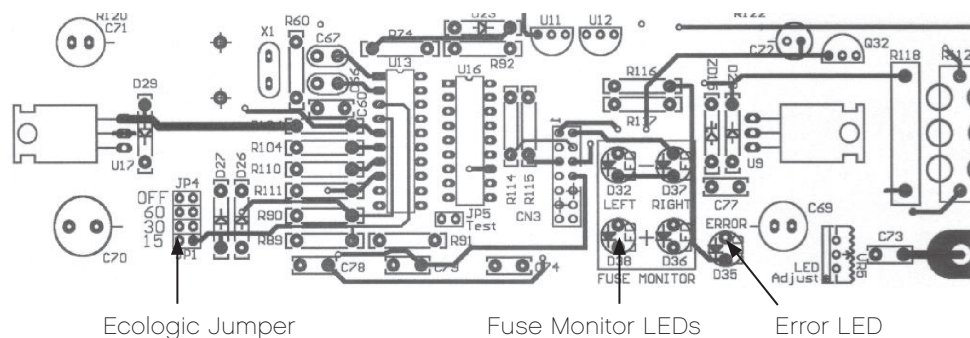 C71
X1
R60
C67
D74
D23
R92
U11
U12
R122
C72
Q32
R118
U13
U16
C60
R116
R117
D29
U17
R104
R110
R111
R90
R89
D27
D26
JP4
OFF
60
30
15
JP5
Test
R114
R115
CN3
D32
D37
LEFT
RIGHT
D38
D36
FUSE MONITOR
ERROR
D35
C77
U9
C69
LED
Adjust
VR5
C73
C70
C78
R91
C74
Ecologic Jumper
Fuse Monitor LEDs
Error LED